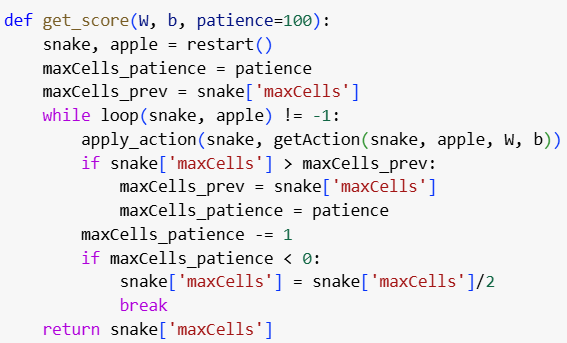 def get_score(W, b, patience=100):
    snake, apple = restart()
    maxCells_patience = patience
    maxCells_prev = snake['maxCells']
    while loop(snake, apple) != -1:
        apply_action(snake, getAction(snake, apple, W, b))
        if snake['maxCells'] > maxCells_prev:
            maxCells_prev = snake['maxCells']
            maxCells_patience = patience
        maxCells_patience -= 1
        if maxCells_patience < 0:
            snake['maxCells'] = snake['maxCells']/2
            break
    return snake['maxCells']